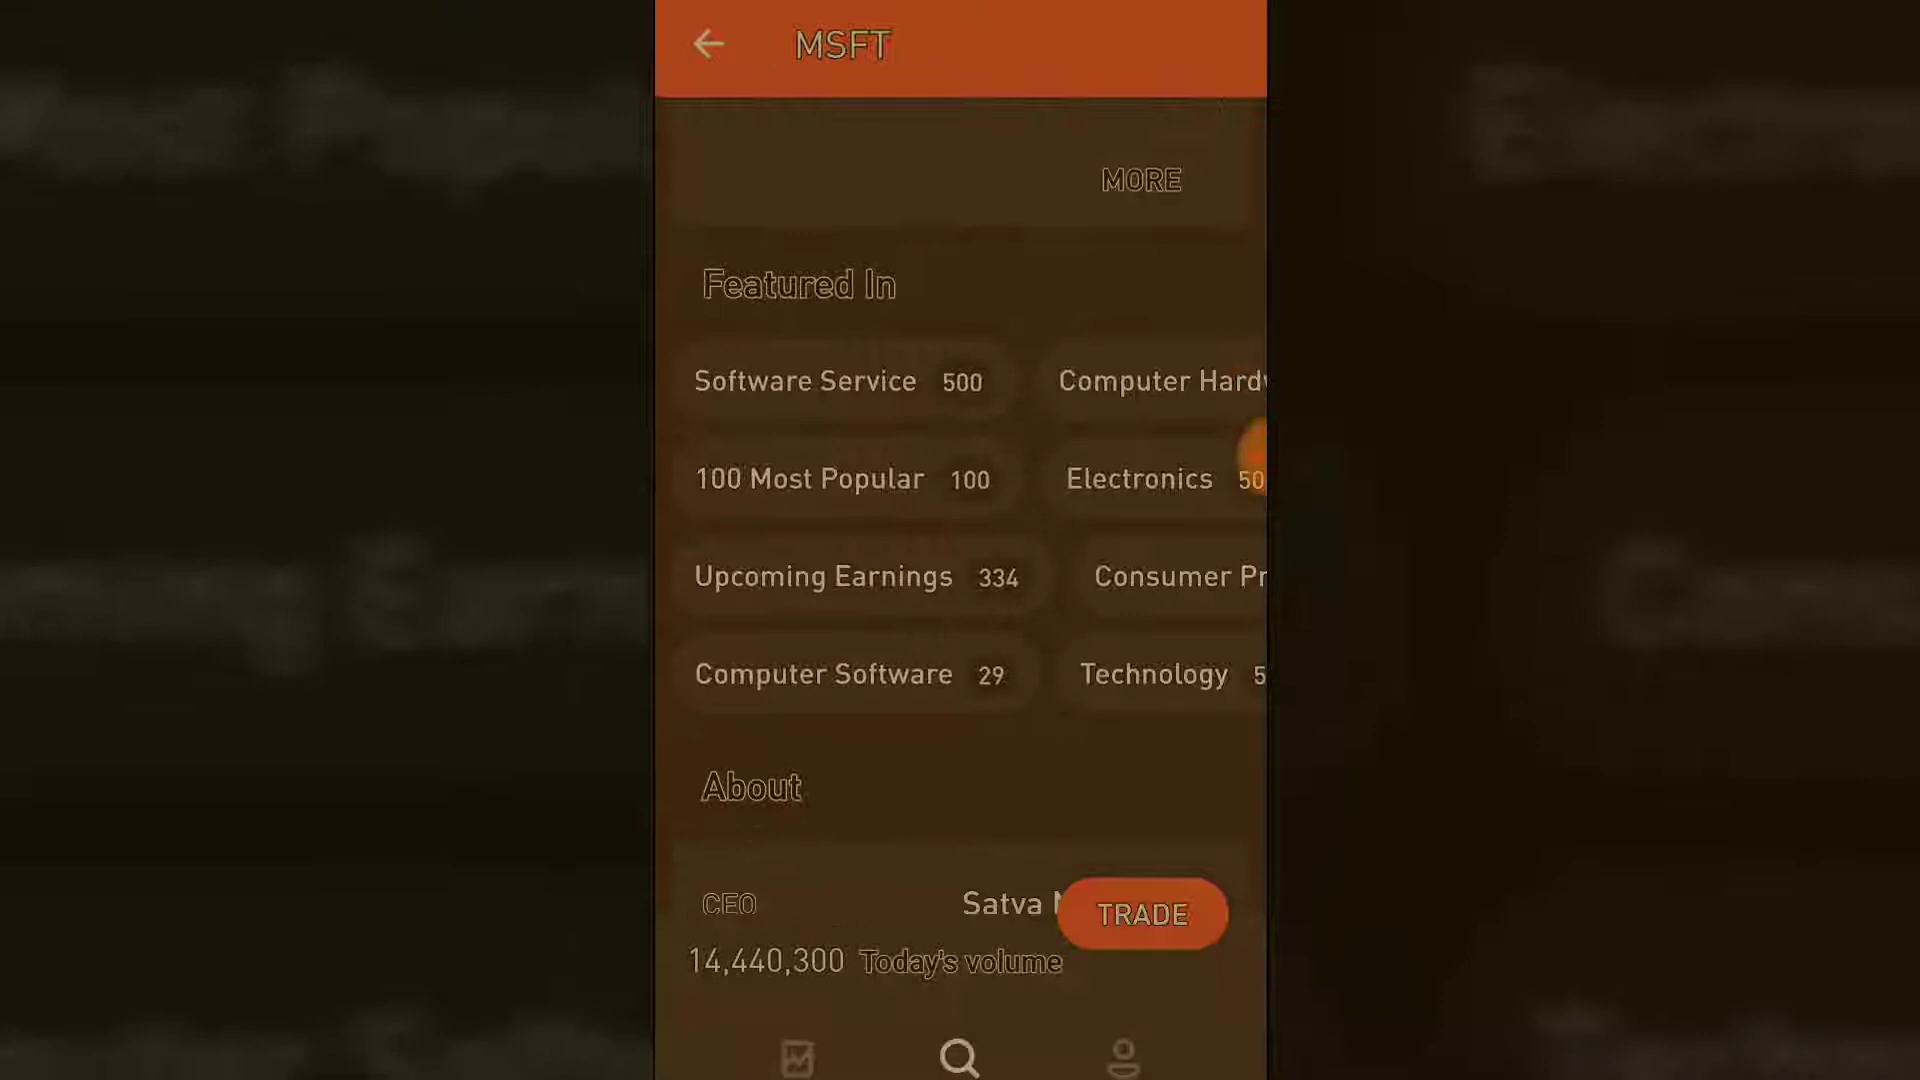 MSFT
MORE
Featured In
Software Service 500 Computer Hard
100 Most Popular 100 Electronics 50
Upcoming Earnings 334 Consumer Pr
Computer Software 29 Technology 5
About
CEO Satya
TRADE
14,440,300 Today's volume